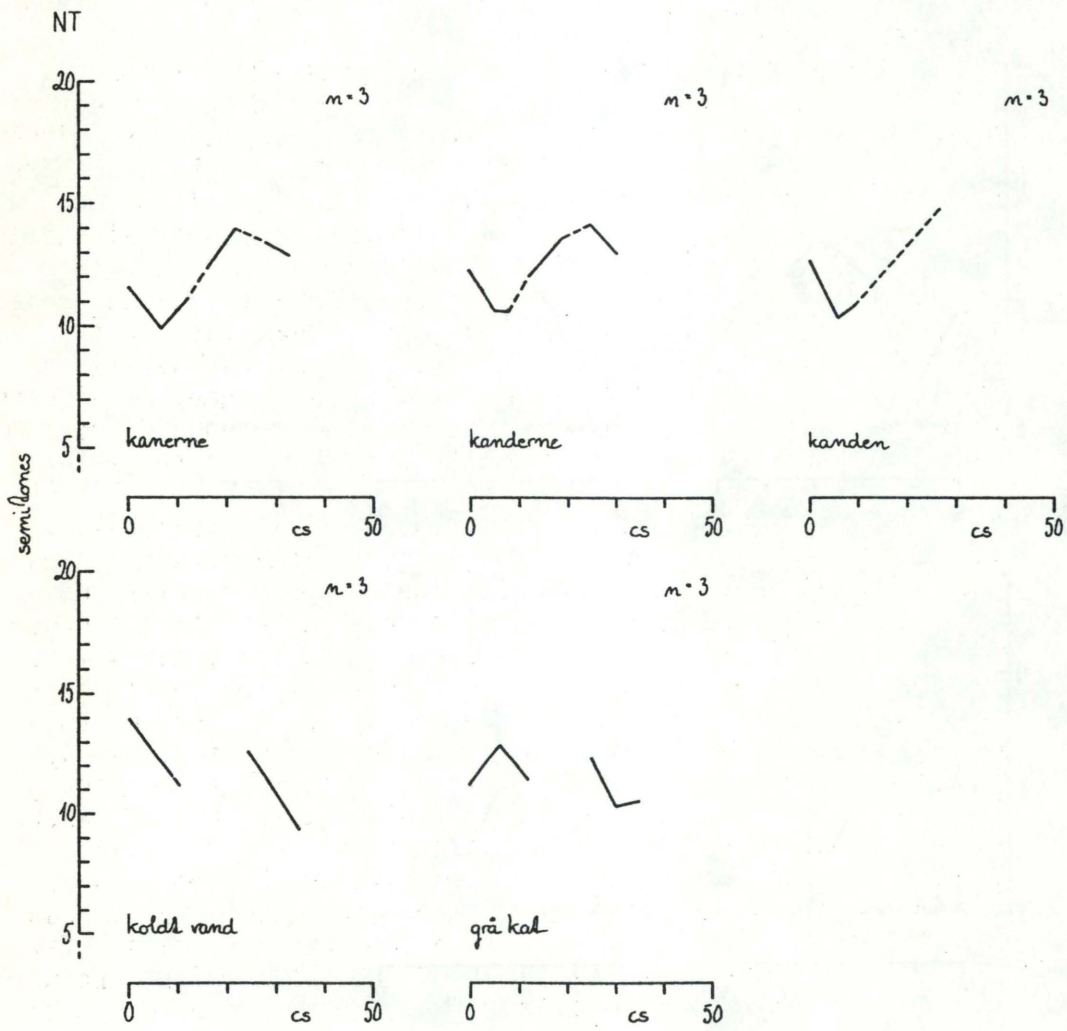 NT
20
n = 3
n = 3
n = 3
15
10
kanerne
kanderne
kanden
5
semitones
0 cs 50
0 cs 50
0 cs 50
20
n = 3
n = 3
15
10
koldt vand
grå kat
5
0 cs 50
0 cs 50